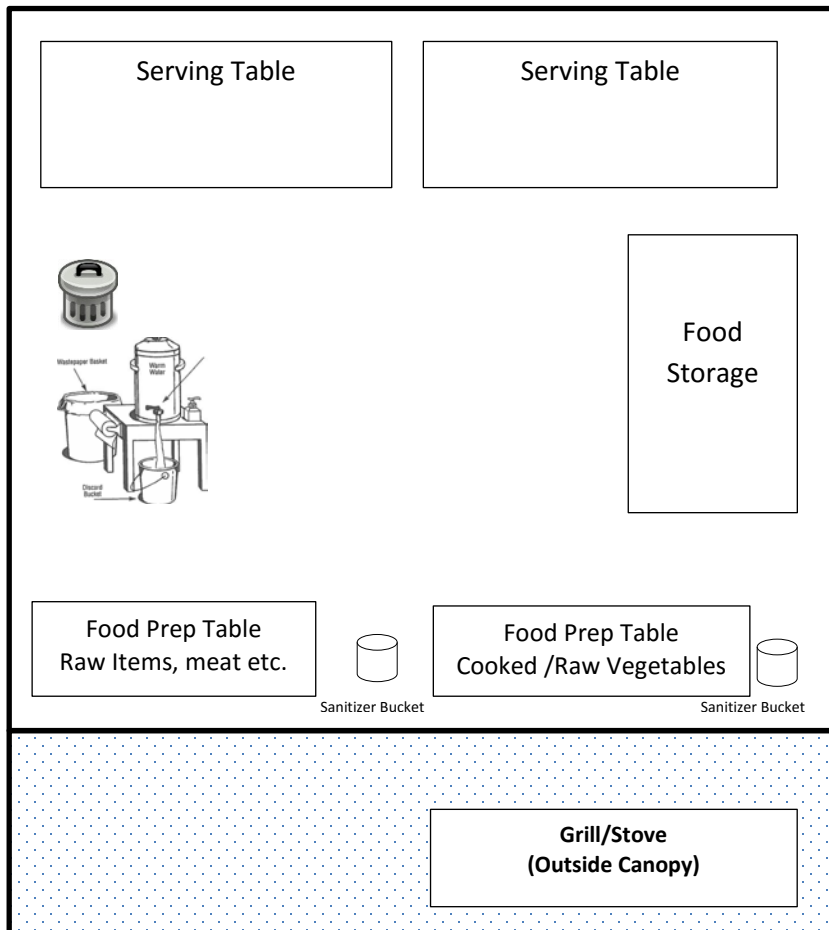 Serving Table
Serving Table
Food
Storage
Wastepaper Basket
Warm
Water
Discard
Bucket
Food Prep Table
Raw Items, meat etc.
Food Prep Table
Cooked /Raw Vegetables
Sanitizer Bucket
Sanitizer Bucket
Grill/Stove
(Outside Canopy)